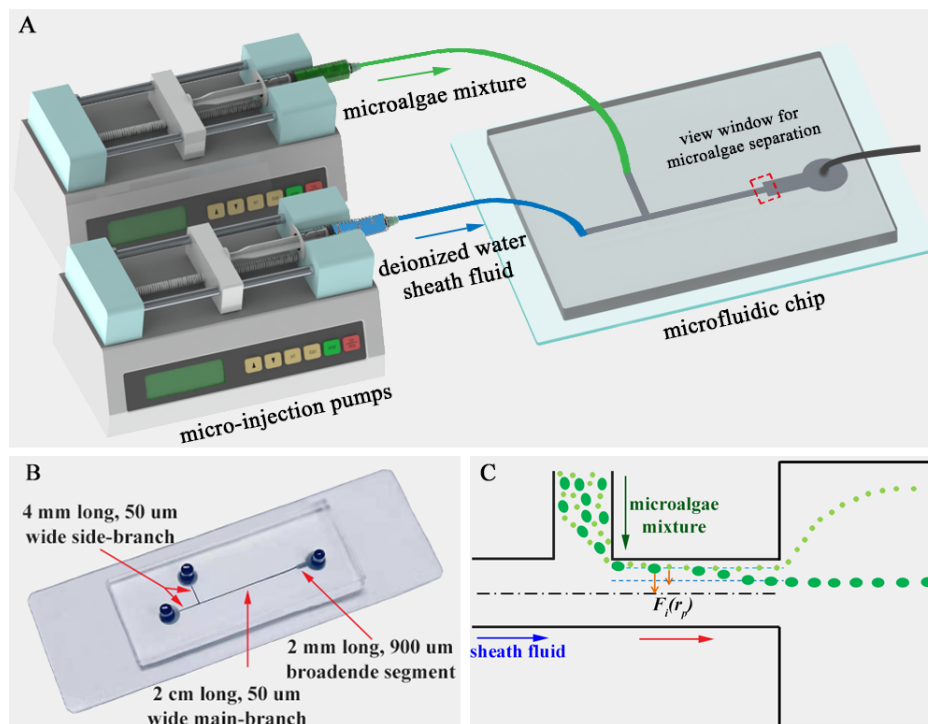 A
microalgae mixture
view window for
microalgae separation
deionized water
sheath fluid
microfluidic chip
micro-injection pumps
B
4 mm long, 50 um
wide side-branch
2 mm long, 900 um
broadende segment
2 cm long, 50 um
wide main-branch
C
microalgae
mixture
Fi(rp)
sheath fluid